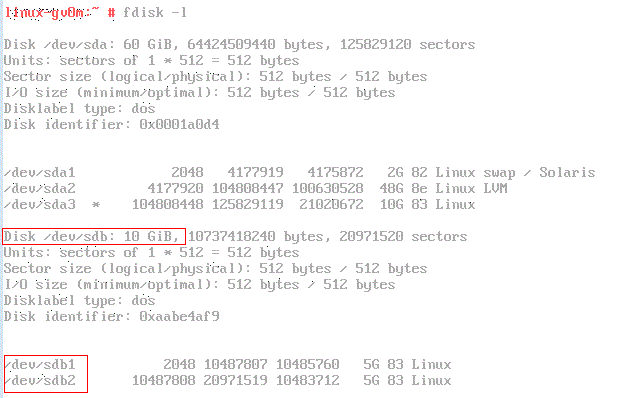 linux-yv0m:~ # fdisk -l
Disk /dev/sda: 60 GiB, 64424509440 bytes, 125829120 sectors
Units: sectors of 1 * 512 = 512 bytes
Sector size (logical/physical): 512 bytes / 512 bytes
I/O size (minimum/optimal): 512 bytes / 512 bytes
Disklabel type: dos
Disk identifier: 0x0001a0d4
/dev/sda1 2048 4177919 4175872 2G 82 Linux swap / Solaris
/dev/sda2 4177920 104808447 100630528 48G 8e Linux LVM
/dev/sda3 * 104808448 125829119 21020672 10G 83 Linux
Disk /dev/sdb: 10 GiB, 10737418240 bytes, 20971520 sectors
Units: sectors of 1 * 512 = 512 bytes
Sector size (logical/physical): 512 bytes / 512 bytes
I/O size (minimum/optimal): 512 bytes / 512 bytes
Disklabel type: dos
Disk identifier: 0xaabe4af9
/dev/sdb1 2048 10487807 10485760 5G 83 Linux
/dev/sdb2 10487808 20971519 10483712 5G 83 Linux